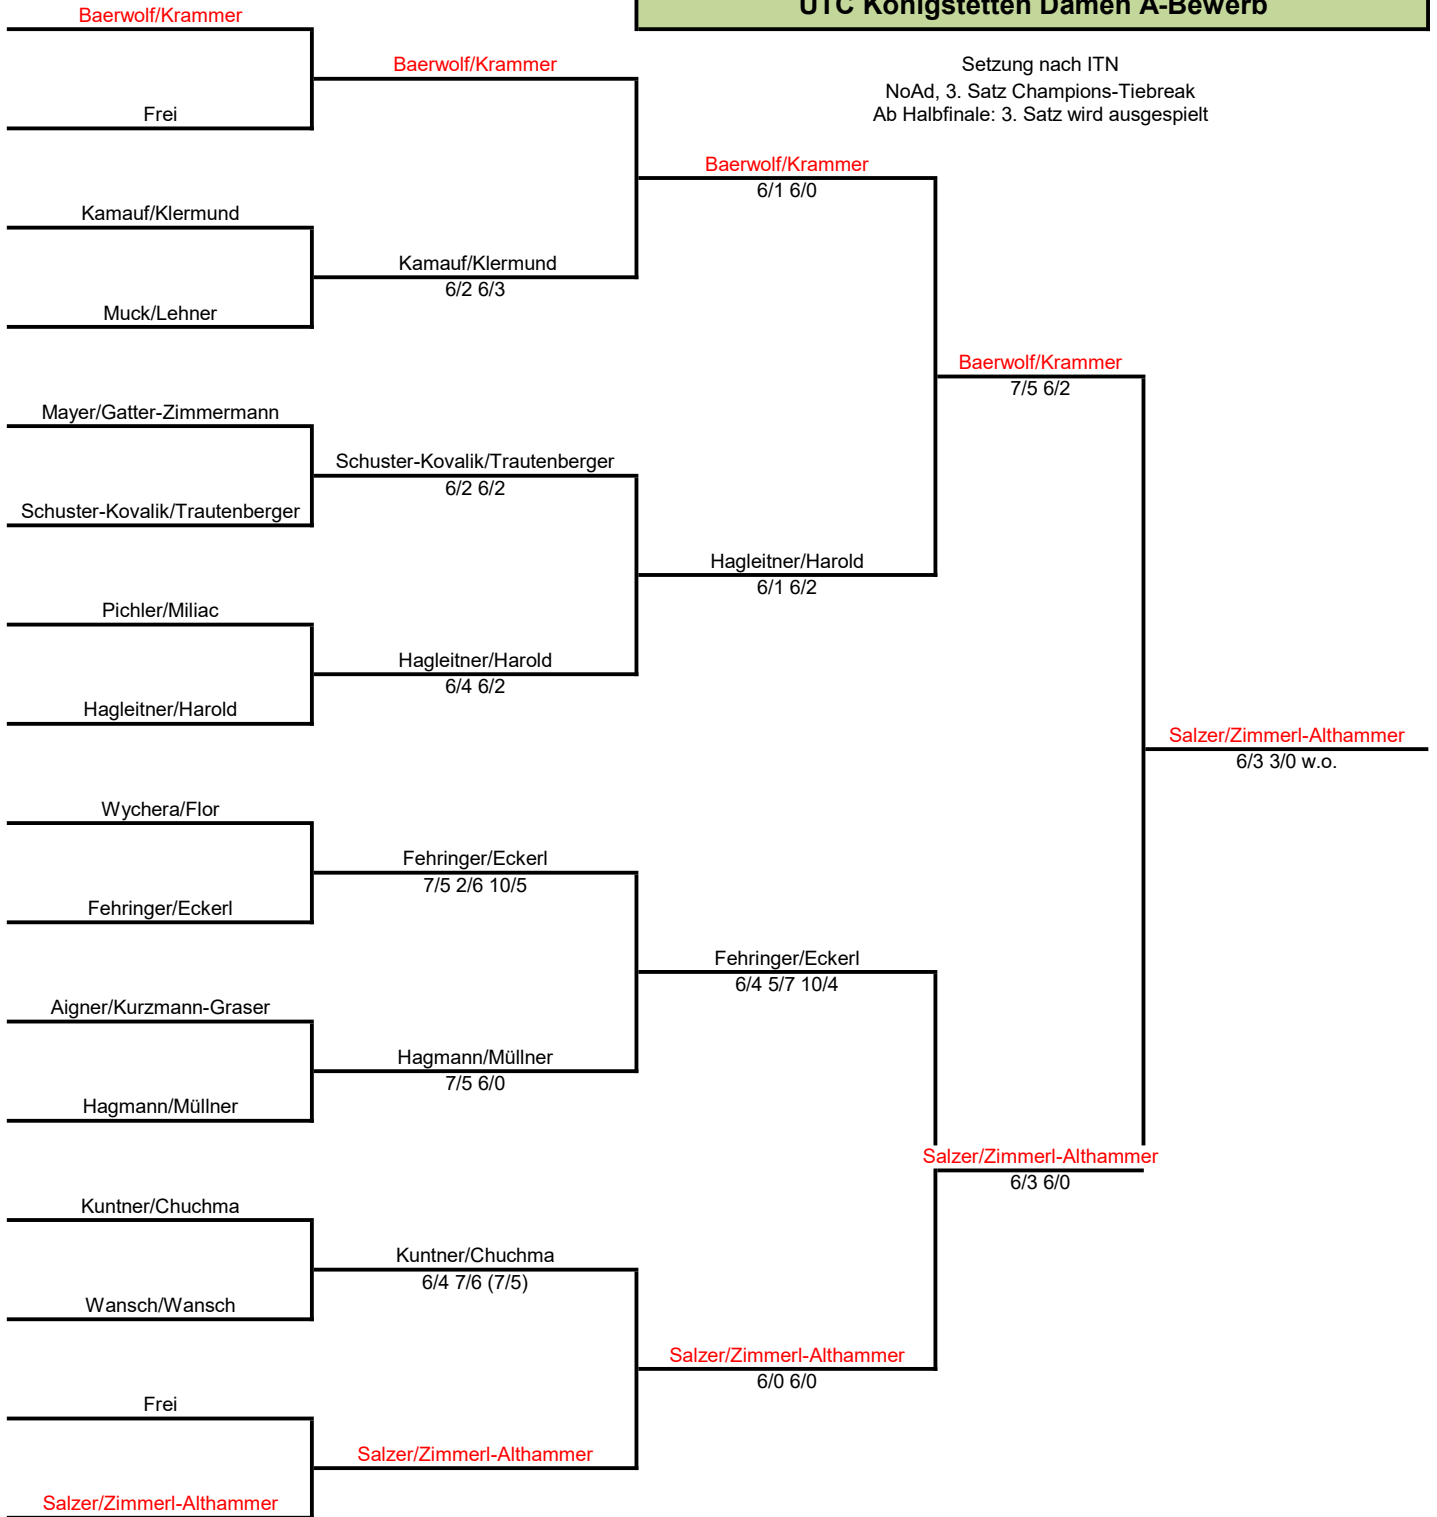 UTC Königstetten Damen A-Bewerb
Setzung nach ITN
NoAd, 3. Satz Champions-Tiebreak
Ab Halbfinale: 3. Satz wird ausgespielt
Baerwolf/Krammer
Frei
Kamauf/Klermund
Muck/Lehner
Mayer/Gatter-Zimmermann
Schuster-Kovalik/Trautenberger
Pichler/Miliac
Hagleitner/Harold
Wychera/Flor
Fehringer/Eckerl
Aigner/Kurzmann-Graser
Hagmann/Müllner
Kuntner/Chuchma
Wansch/Wansch
Frei
Salzer/Zimmerl-Althammer
Baerwolf/Krammer
Kamauf/Klermund
6/2 6/3
Schuster-Kovalik/Trautenberger
6/2 6/2
Hagleitner/Harold
6/4 6/2
Fehringer/Eckerl
7/5 2/6 10/5
Hagmann/Müllner
7/5 6/0
Kuntner/Chuchma
6/4 7/6 (7/5)
Salzer/Zimmerl-Althammer
Baerwolf/Krammer
6/1 6/0
Hagleitner/Harold
6/1 6/2
Fehringer/Eckerl
6/4 5/7 10/4
Salzer/Zimmerl-Althammer
6/0 6/0
Baerwolf/Krammer
7/5 6/2
Salzer/Zimmerl-Althammer
6/3 6/0
Salzer/Zimmerl-Althammer
6/3 3/0 w.o.